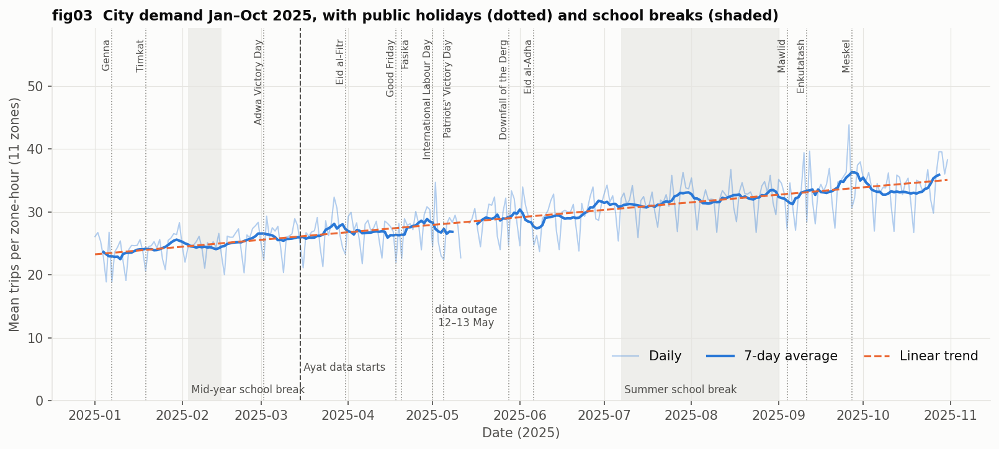 fig03  City demand Jan–Oct 2025, with public holidays (dotted) and school breaks (shaded)
Mean trips per zone-hour (11 zones)
50
40
30
20
10
0
Genna
Timkat
Adwa Victory Day
Eid al-Fitr
Good Friday
Fasika
International Labour Day
Patriots' Victory Day
Downfall of the Derg
Eid al-Adha
Mawlid
Enkutatash
Meskel
data outage
12–13 May
Ayat data starts
Mid-year school break
Summer school break
Daily
7-day average
Linear trend
2025-01
2025-02
2025-03
2025-04
2025-05
2025-06
2025-07
2025-08
2025-09
2025-10
2025-11
Date (2025)